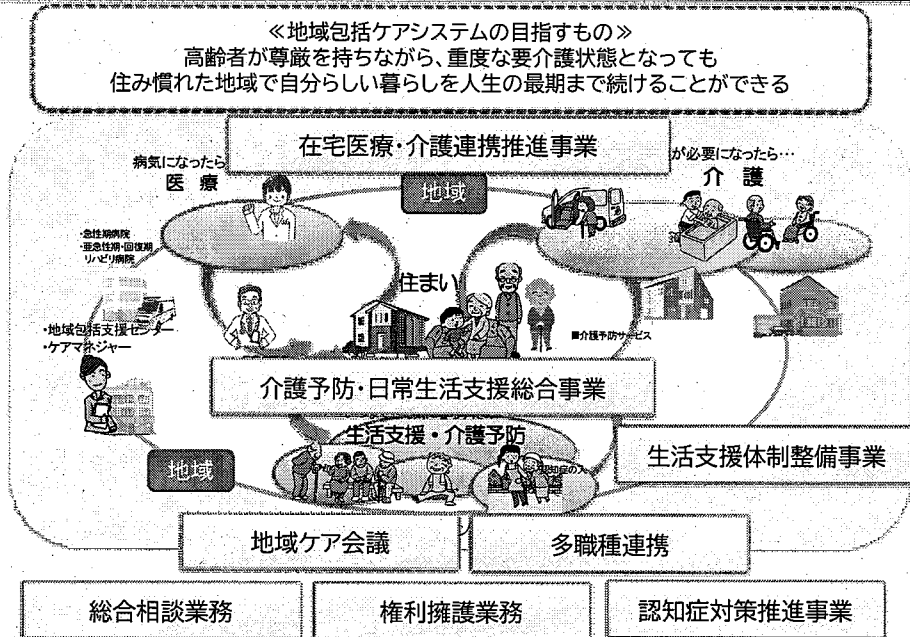 ≪地域包括ケアシステムの目指すもの≫
高齢者が尊厳を持ちながら、重度な要介護状態となっても
住み慣れた地域で自分らしい暮らしを人生の最期まで続けることができる
在宅医療・介護連携推進事業
病気になったら
医療
が必要になったら…
介護
地域
・急性期病院
・亜急性期・回復期
リハビリ病院
住まい
・地域包括支援センター
・ケアマネジャー
■介護予防サービス
介護予防・日常生活支援総合事業
生活支援・介護予防
認知症の人
生活支援体制整備事業
地域
地域ケア会議
多職種連携
総合相談業務
権利擁護業務
認知症対策推進事業